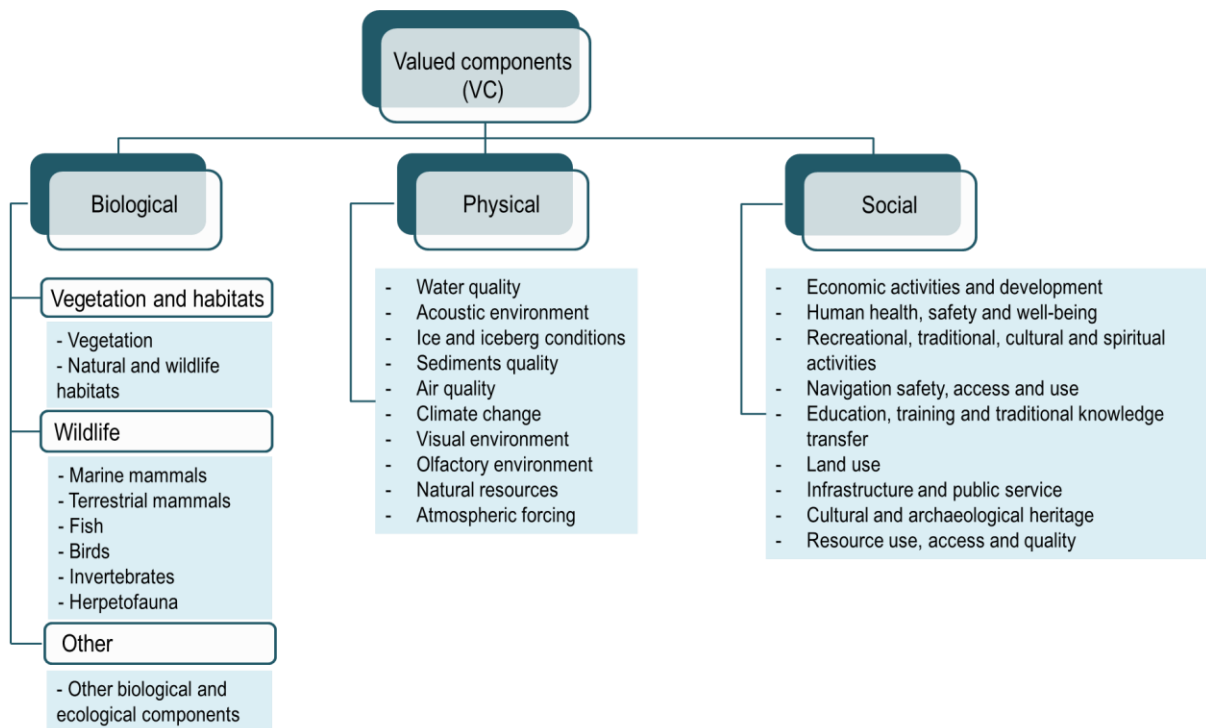 Valued components
(VC)
Biological
Vegetation and habitats
- Vegetation
- Natural and wildlife
habitats
Wildlife
- Marine mammals
- Terrestrial mammals
- Fish
- Birds
- Invertebrates
- Herpetofauna
Other
- Other biological and
ecological components
Physical
- Water quality
- Acoustic environment
- Ice and iceberg conditions
- Sediments quality
- Air quality
- Climate change
- Visual environment
- Olfactory environment
- Natural resources
- Atmospheric forcing
Social
- Economic activities and development
- Human health, safety and well-being
- Recreational, traditional, cultural and spiritual
activities
- Navigation safety, access and use
- Education, training and traditional knowledge
transfer
- Land use
- Infrastructure and public service
- Cultural and archaeological heritage
- Resource use, access and quality